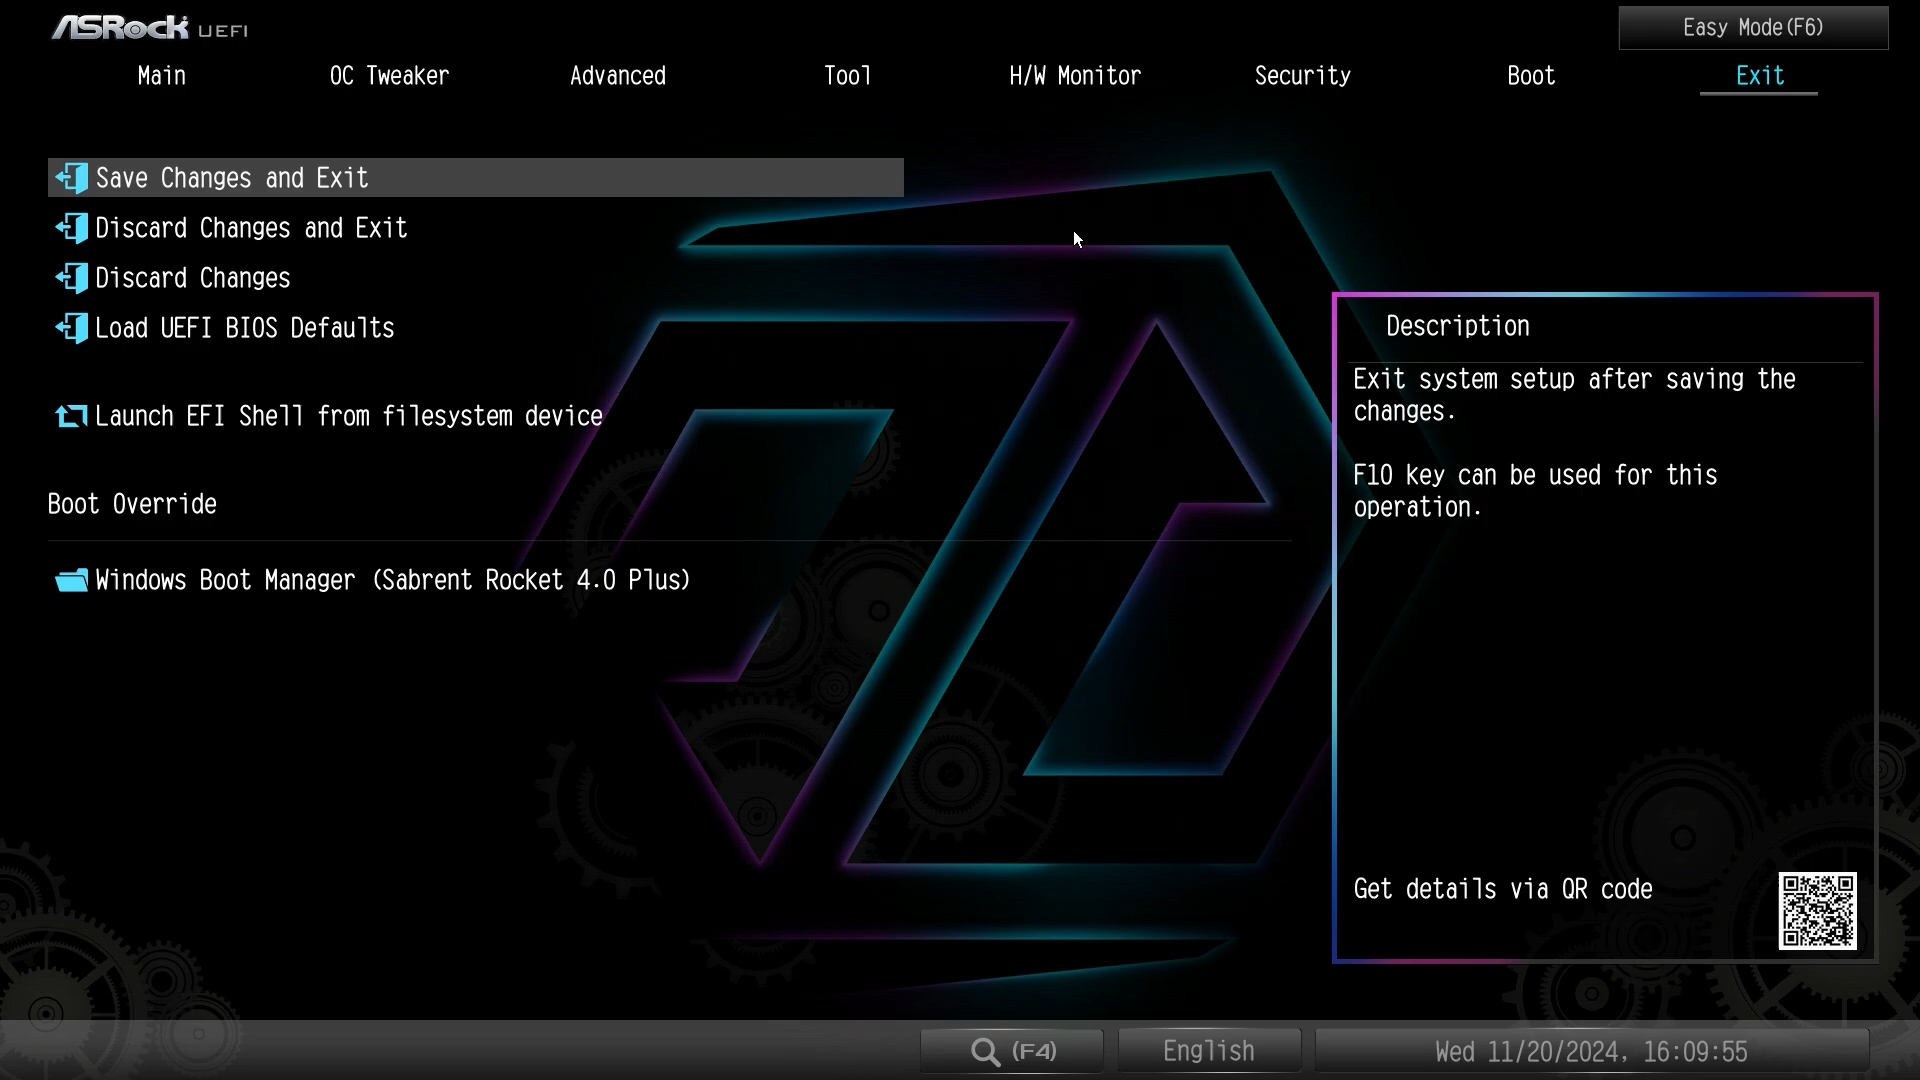 ASRock UEFI
Easy Mode(F6)
Main OC Tweaker Advanced Tool H/W Monitor Security Boot Exit
Save Changes and Exit
Discard Changes and Exit
Discard Changes
Load UEFI BIOS Defaults
Launch EFI Shell from filesystem device
Boot Override
Windows Boot Manager (Sabrent Rocket 4.0 Plus)
Description
Exit system setup after saving the
changes.
F10 key can be used for this
operation.
Get details via QR code
(F4) English Wed 11/20/2024, 16:09:55